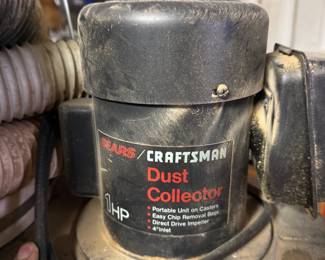 SEARS / CRAFTSMAN
Dust
Collector
1HP
• Portable Unit on Casters
• Easy Chip Removal Bags
• Direct Drive Impeller
• 4" Inlet